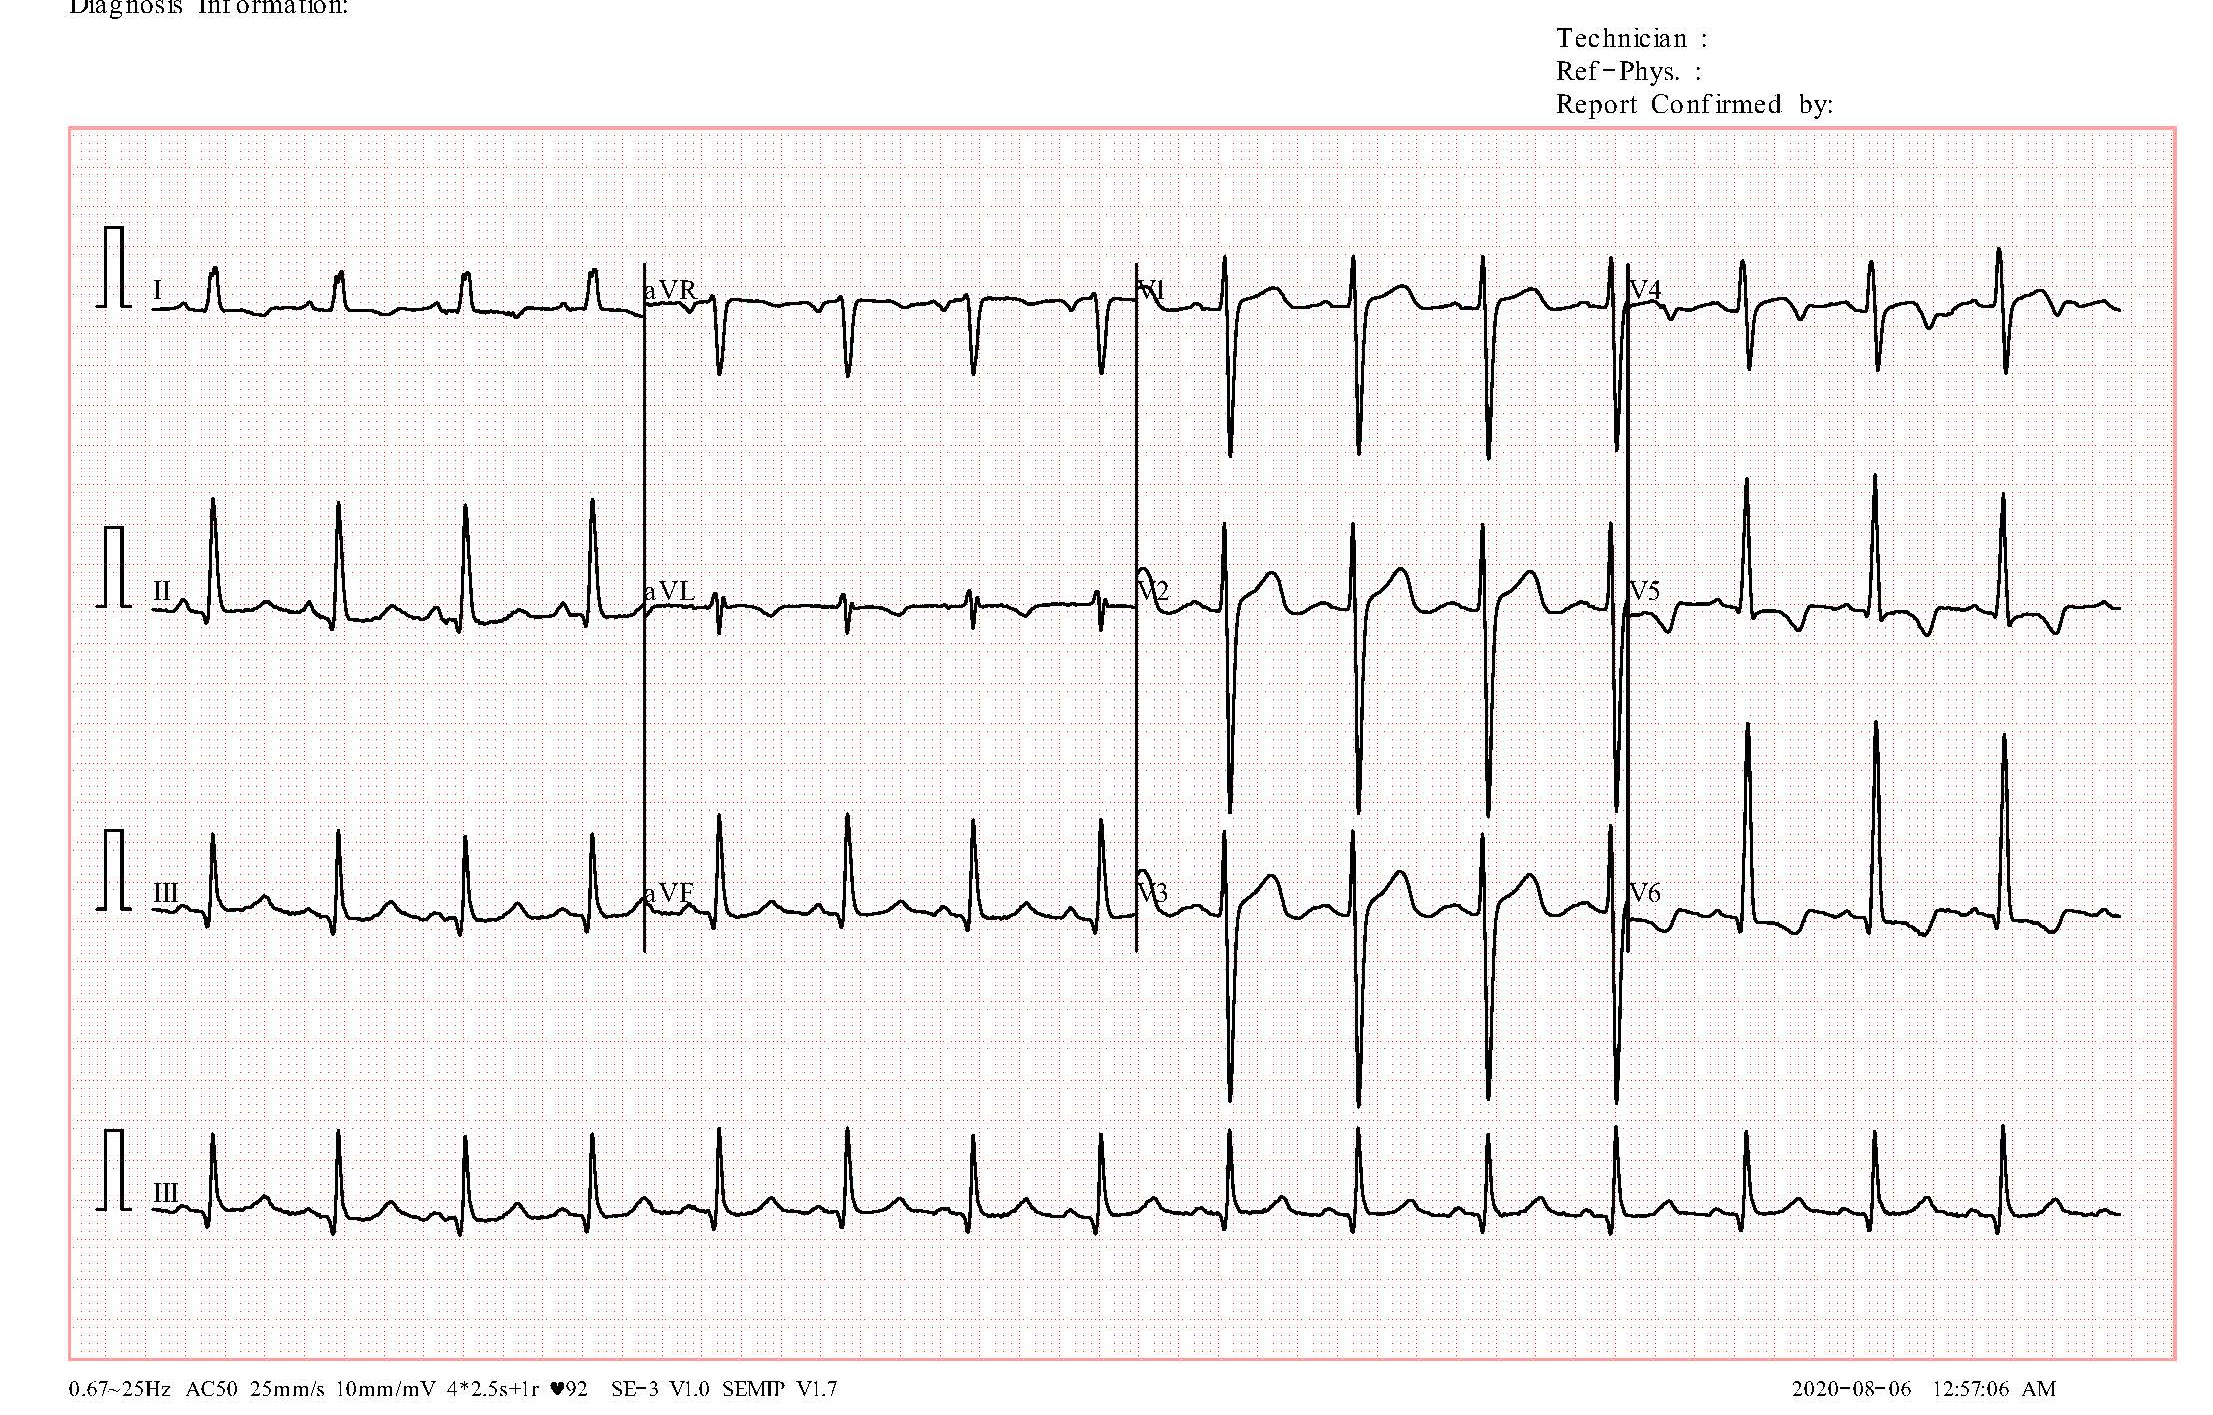 Diagnosis Information:
Technician :
Ref-Phys. :
Report Confirmed by:
I aVR V1 V4
II aVL V2 V5
III aVF V3 V6
III
0.67~25Hz AC50 25mm/s 10mm/mV 4*2.5s+1r ♥92 SE-3 V1.0 SEMIP V1.7
2020-08-06 12:57:06 AM